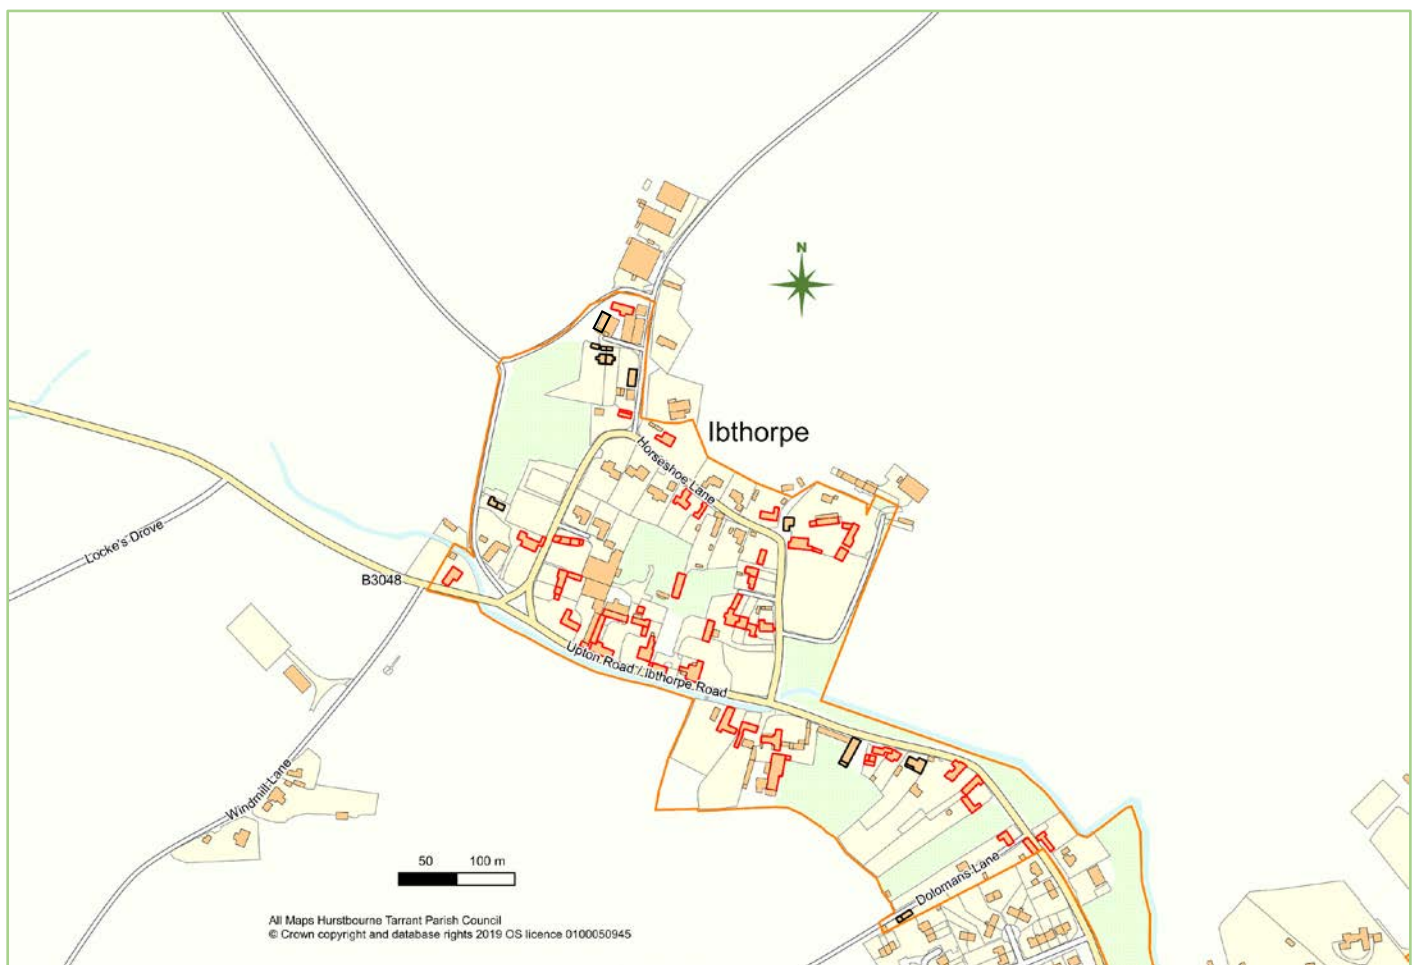 N
Ibthorpe
Horseshoe Lane
Locke's Drove
B3048
Upton Road / Ibthorpe Road
Windmill Lane
Dolomans Lane
50 100 m
All Maps Hurstbourne Tarrant Parish Council
© Crown copyright and database rights 2019 OS licence 0100050945